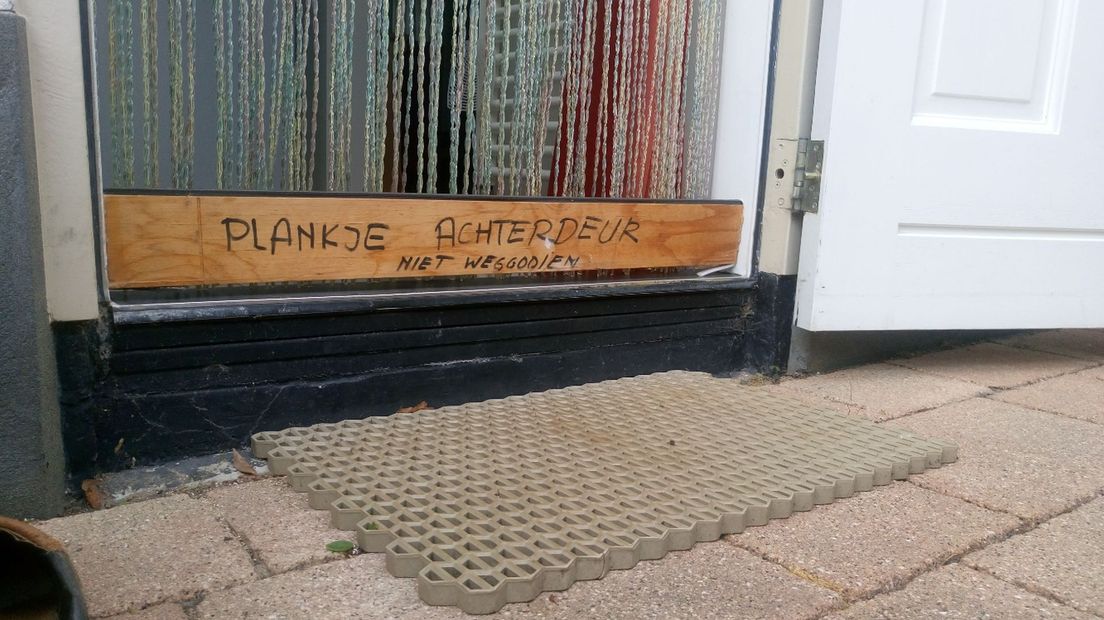 PLANKJE ACHTERDEUR
NIET WEGGOOIEN